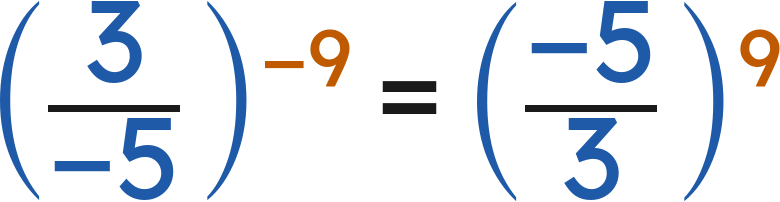 (3/−5)⁻⁹ = (−5/3)⁹